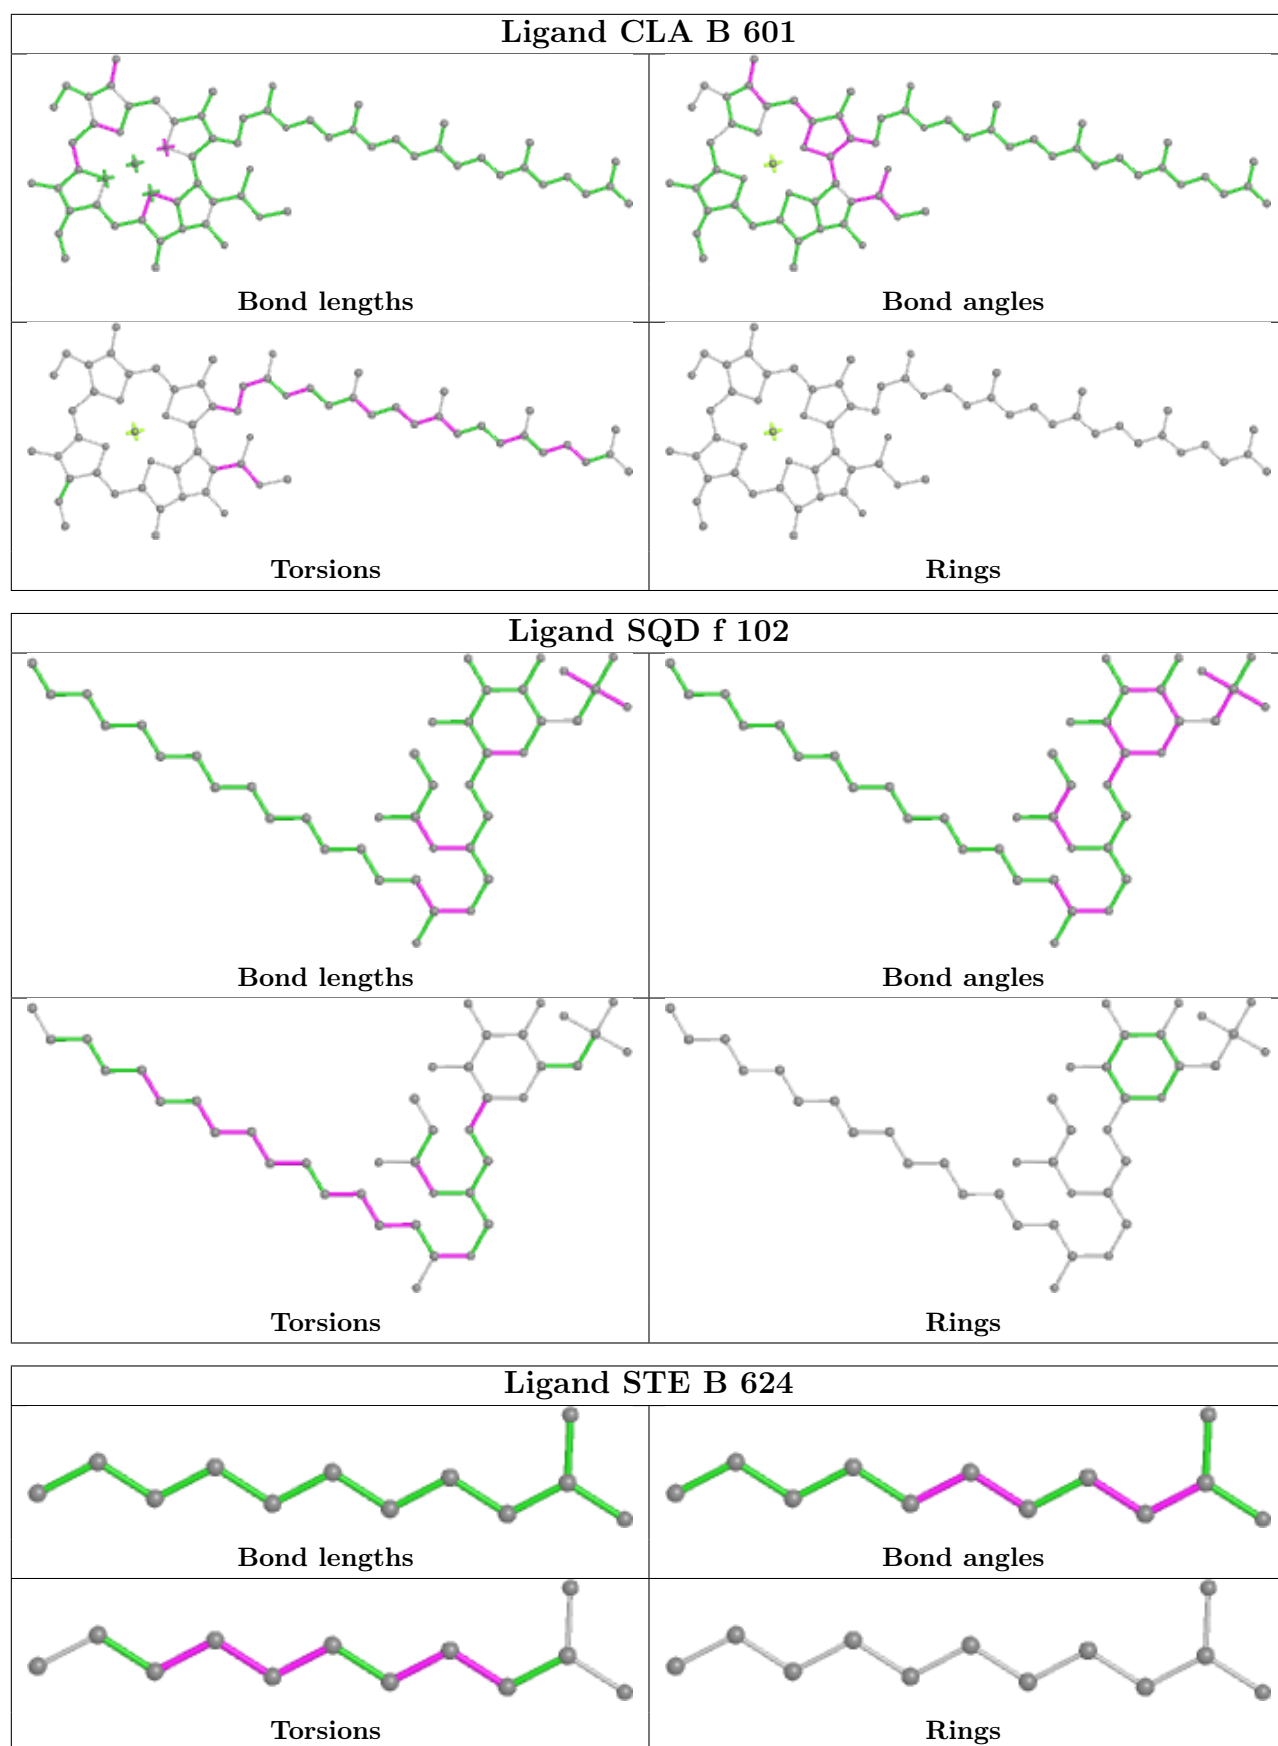 Ligand CLA B 601
Bond lengths
Bond angles
Torsions
Rings
Ligand SQD f 102
Bond lengths
Bond angles
Torsions
Rings
Ligand STE B 624
Bond lengths
Bond angles
Torsions
Rings